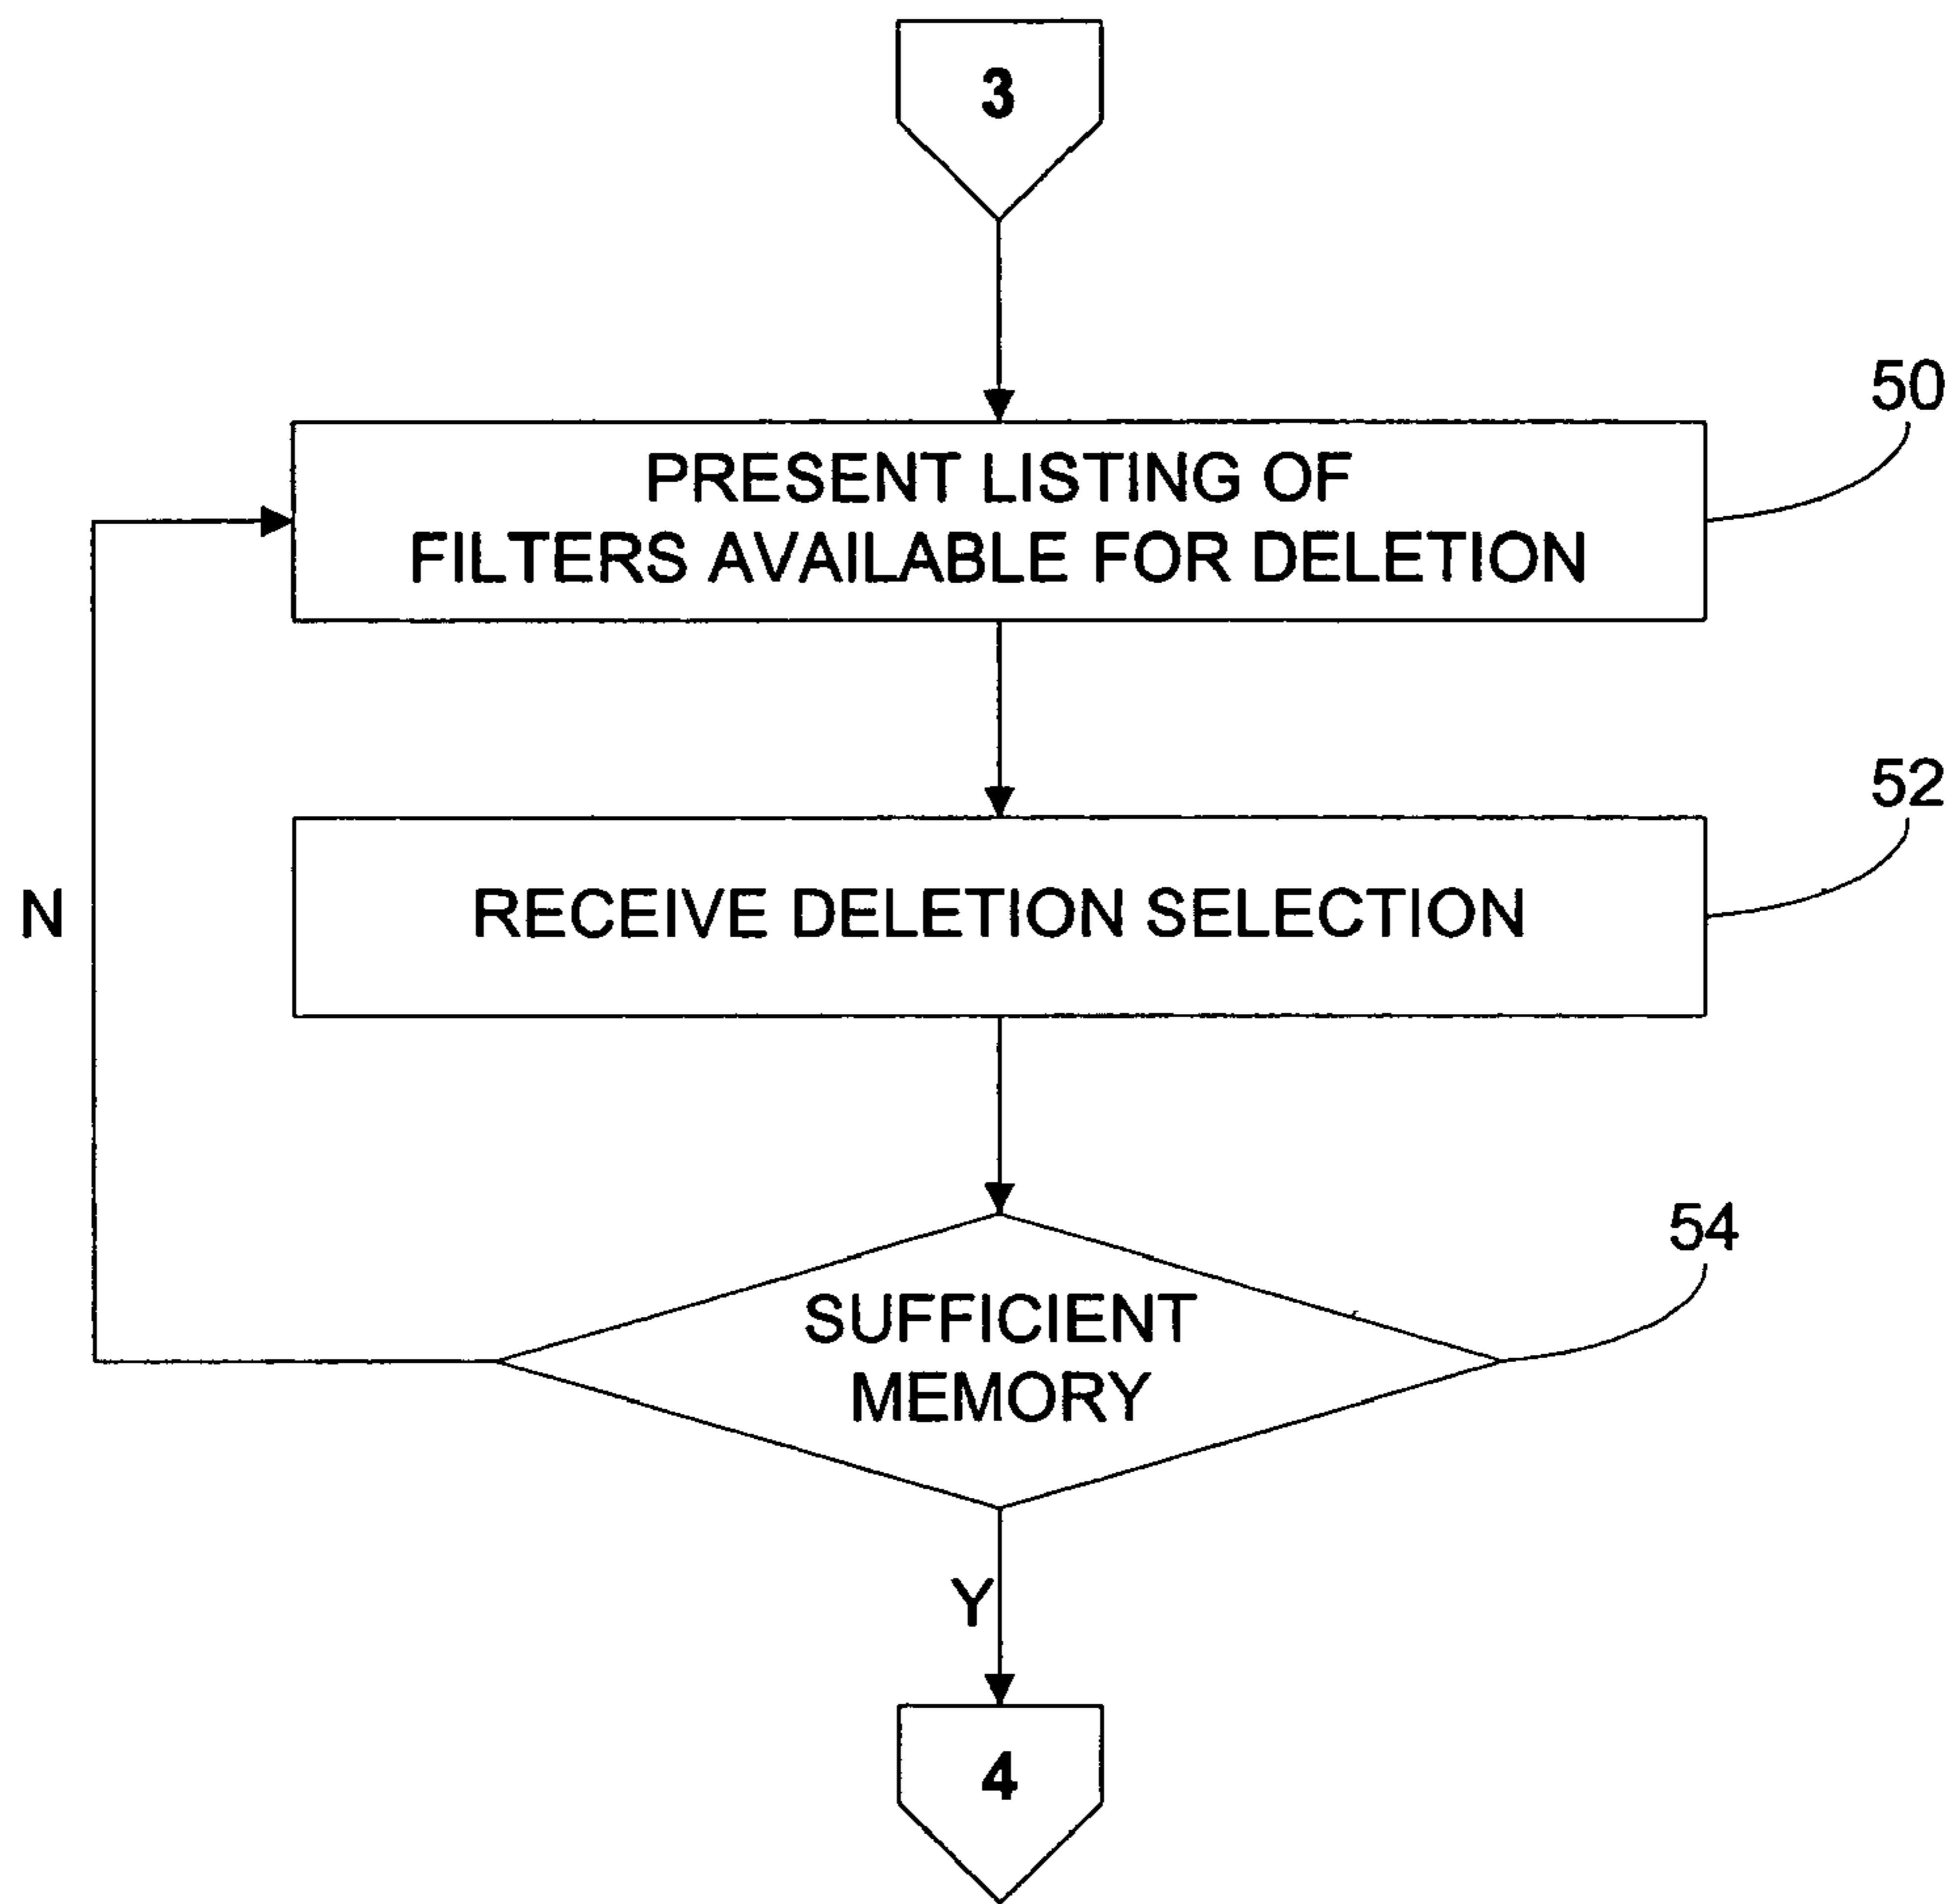 3
50
PRESENT LISTING OF
FILTERS AVAILABLE FOR DELETION
52
N
RECEIVE DELETION SELECTION
54
SUFFICIENT
MEMORY
Y
4